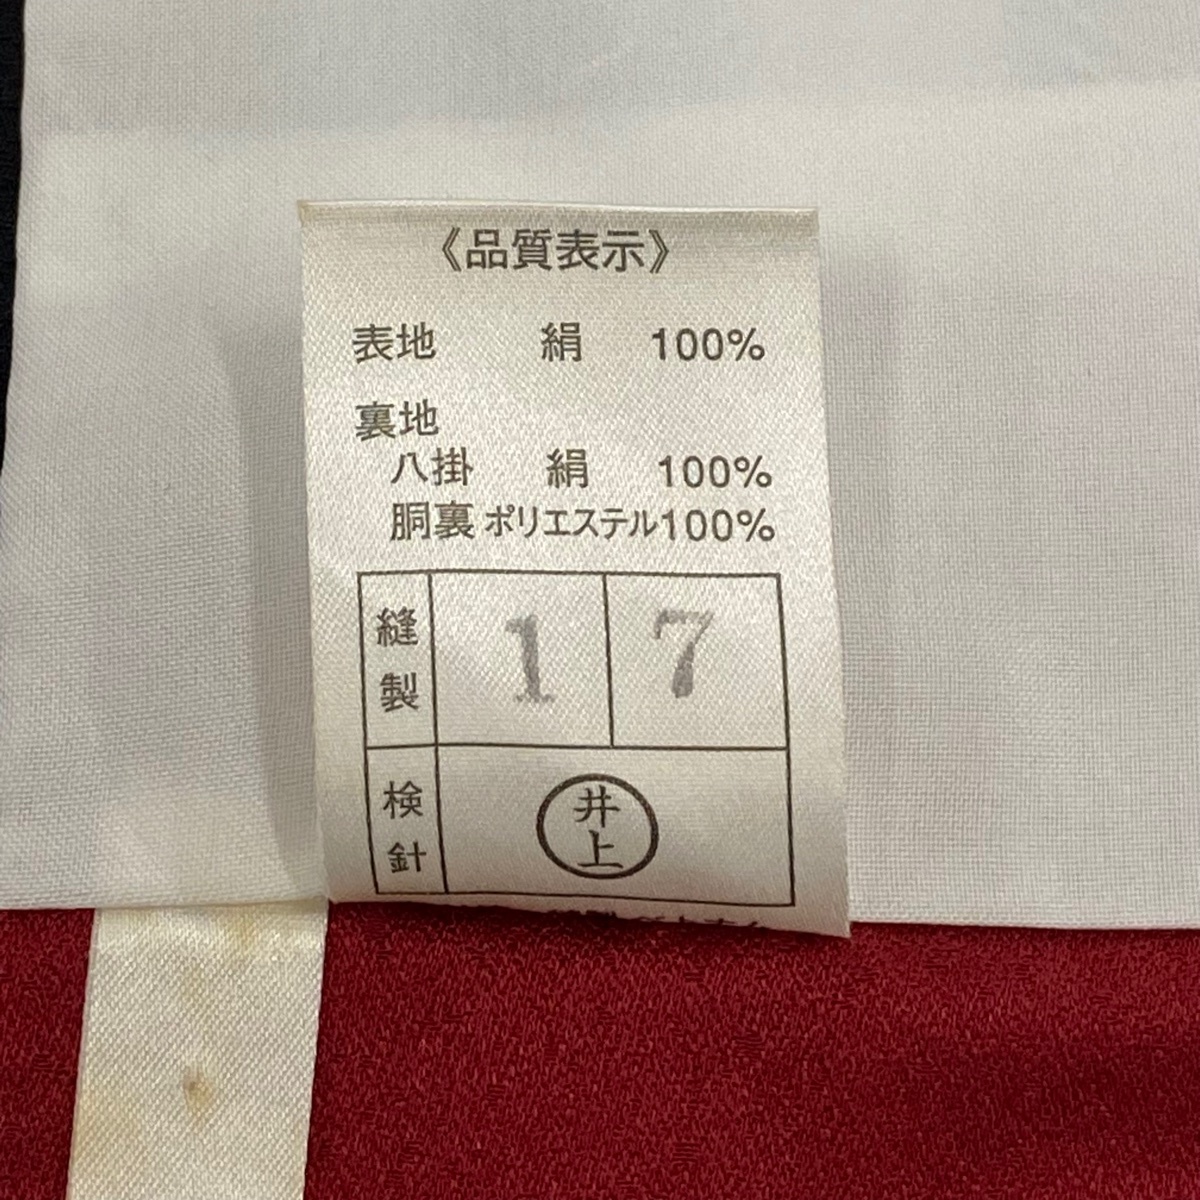 《品質表示》
表地 絹 100%
裏地
八掛 絹 100%
胴裏 ポリエステル100%
縫製 1 7
検針 井上